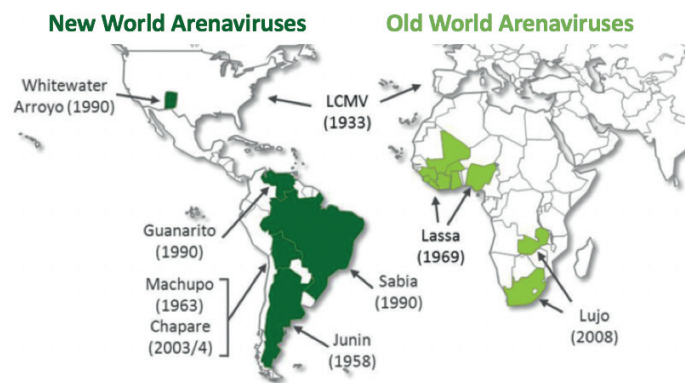 New World Arenaviruses
Old World Arenaviruses
Whitewater
Arroyo (1990)
LCMV
(1933)
Guanarito
(1990)
Machupo
(1963)
Chapare
(2003/4)
Sabia
(1990)
Junin
(1958)
Lassa
(1969)
Lujo
(2008)